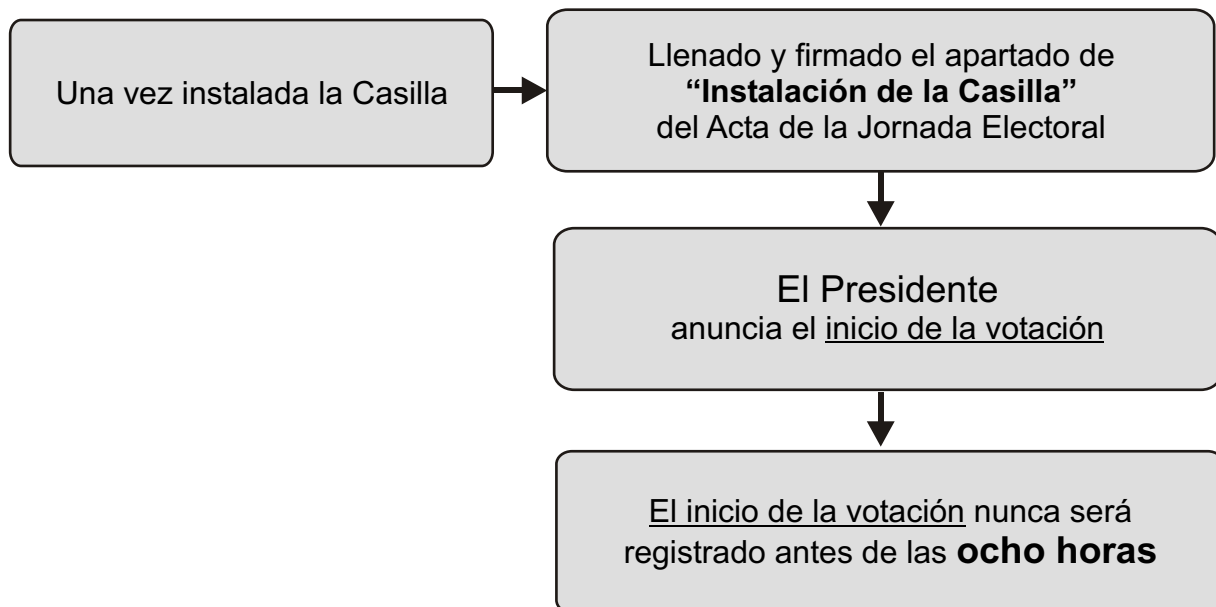 Una vez instalada la Casilla
Llenado y firmado el apartado de
“Instalación de la Casilla”
del Acta de la Jornada Electoral
El Presidente
anuncia el inicio de la votación
El inicio de la votación nunca será
registrado antes de las ocho horas